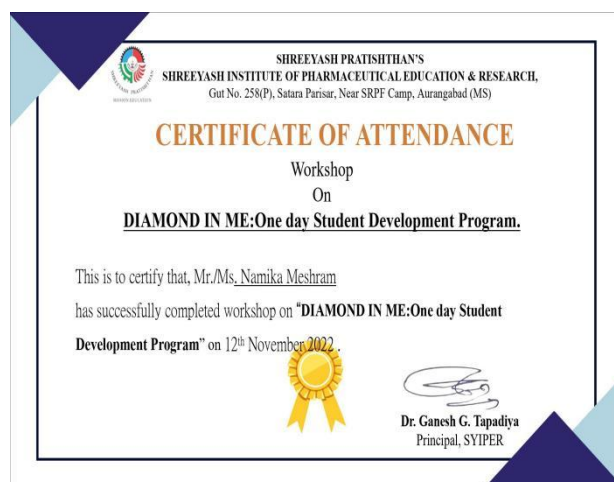 SHREEYASH PRATISHTHAN'S
SHREEYASH INSTITUTE OF PHARMACEUTICAL EDUCATION & RESEARCH,
Gut No. 258(P), Satara Parisar, Near SRPF Camp, Aurangabad (MS)
CERTIFICATE OF ATTENDANCE
Workshop
On
DIAMOND IN ME:One day Student Development Program.
This is to certify that, Mr./Ms. Namika Meshram
has successfully completed workshop on "DIAMOND IN ME:One day Student
Development Program" on 12th November 2022 .
Dr. Ganesh G. Tapadiya
Principal, SYIPER